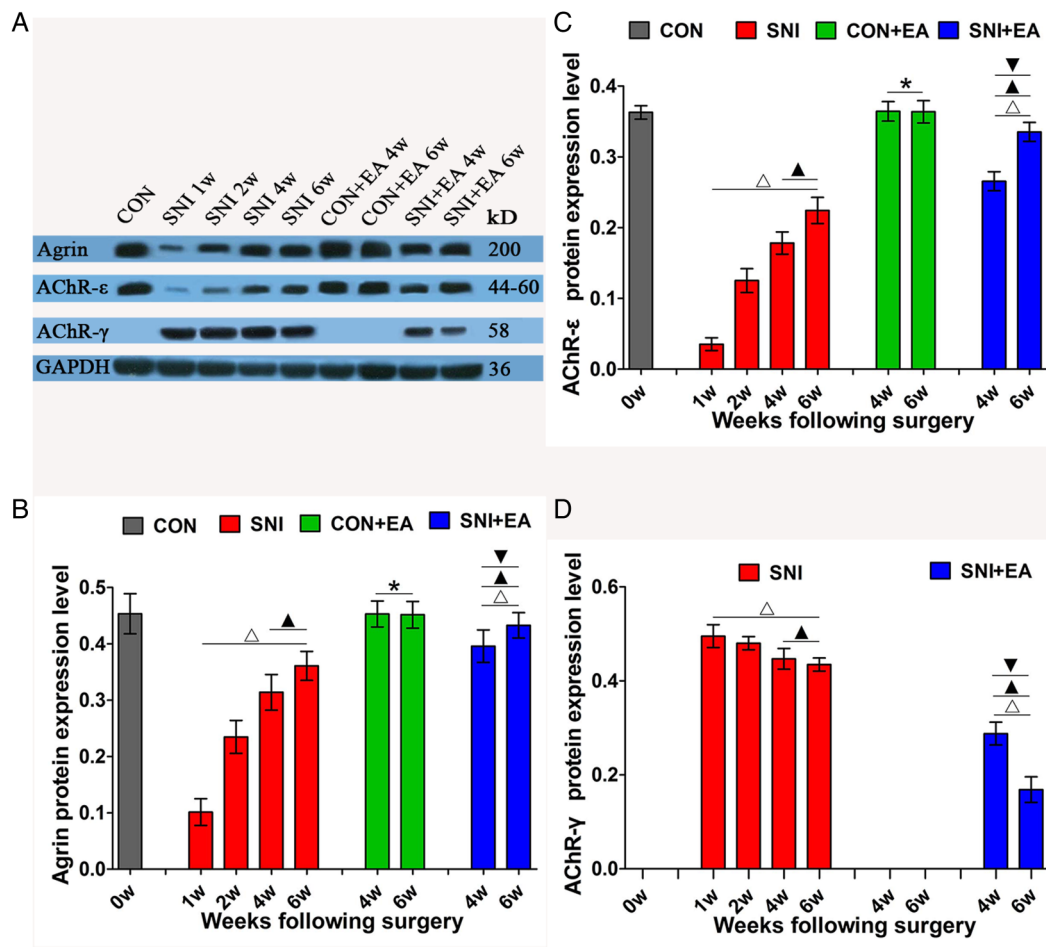 A
CON
SNI 1w
SNI 2w
SNI 4w
SNI 6w
CON+EA 4w
CON+EA 6w
SNI+EA 4w
SNI+EA 6w
kD
Agrin 200
AChR-ε 44-60
AChR-γ 58
GAPDH 36
C
CON SNI CON+EA SNI+EA
AChR-ε protein expression level
0.4
0.3
0.2
0.1
0.0
*
0w 1w 2w 4w 6w 4w 6w 4w 6w
Weeks following surgery
B
CON SNI CON+EA SNI+EA
Agrin protein expression level
0.5
0.4
0.3
0.2
0.1
0.0
*
0w 1w 2w 4w 6w 4w 6w 4w 6w
Weeks following surgery
D
SNI SNI+EA
AChR-γ protein expression level
0.6
0.4
0.2
0.0
0w 1w 2w 4w 6w 4w 6w 4w 6w
Weeks following surgery